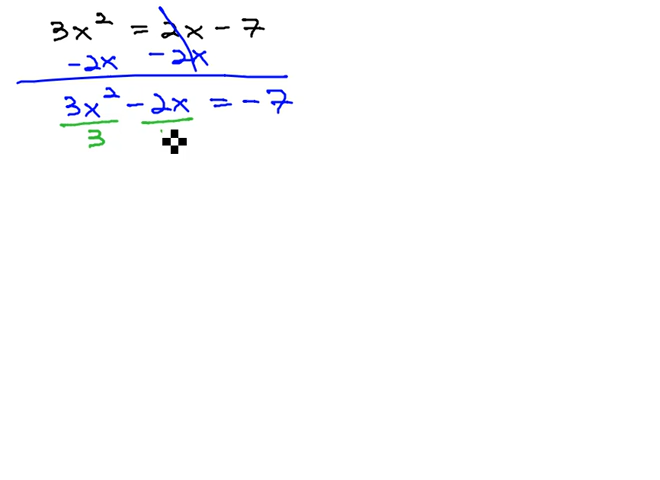 3x² = 2x - 7
-2x - 2x
3x² - 2x = -7
3